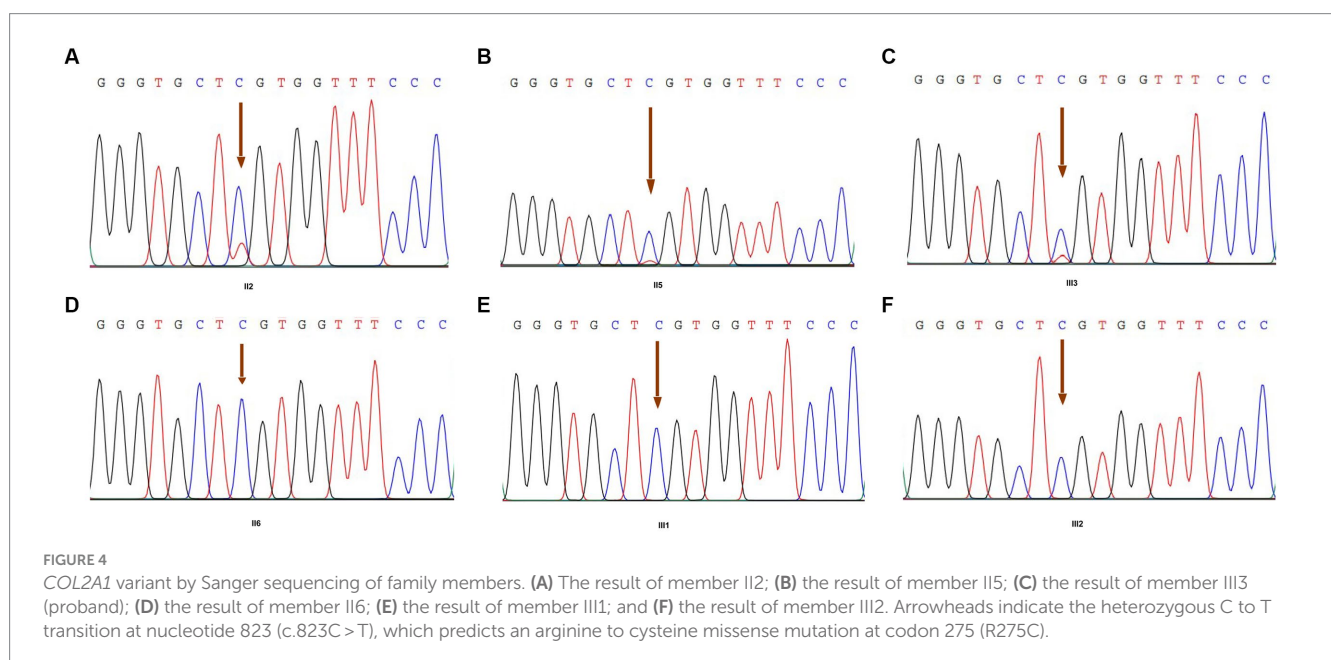 A B C
G G G T G C T C G T G G T T T C C C
G G G T G C T C G T G G T T T C C C
G G G T G C T C G T G G T T T C C C
II2 II5 III3
D E F
G G G T G C T C G T G G T T T C C C
G G G T G C T C G T G G T T T C C C
G G G T G C T C G T G G T T T C C C
II6 III1 III2
FIGURE 4
COL2A1 variant by Sanger sequencing of family members. (A) The result of member II2; (B) the result of member II5; (C) the result of member III3
(proband); (D) the result of member II6; (E) the result of member III1; and (F) the result of member III2. Arrowheads indicate the heterozygous C to T
transition at nucleotide 823 (c.823C > T), which predicts an arginine to cysteine missense mutation at codon 275 (R275C).